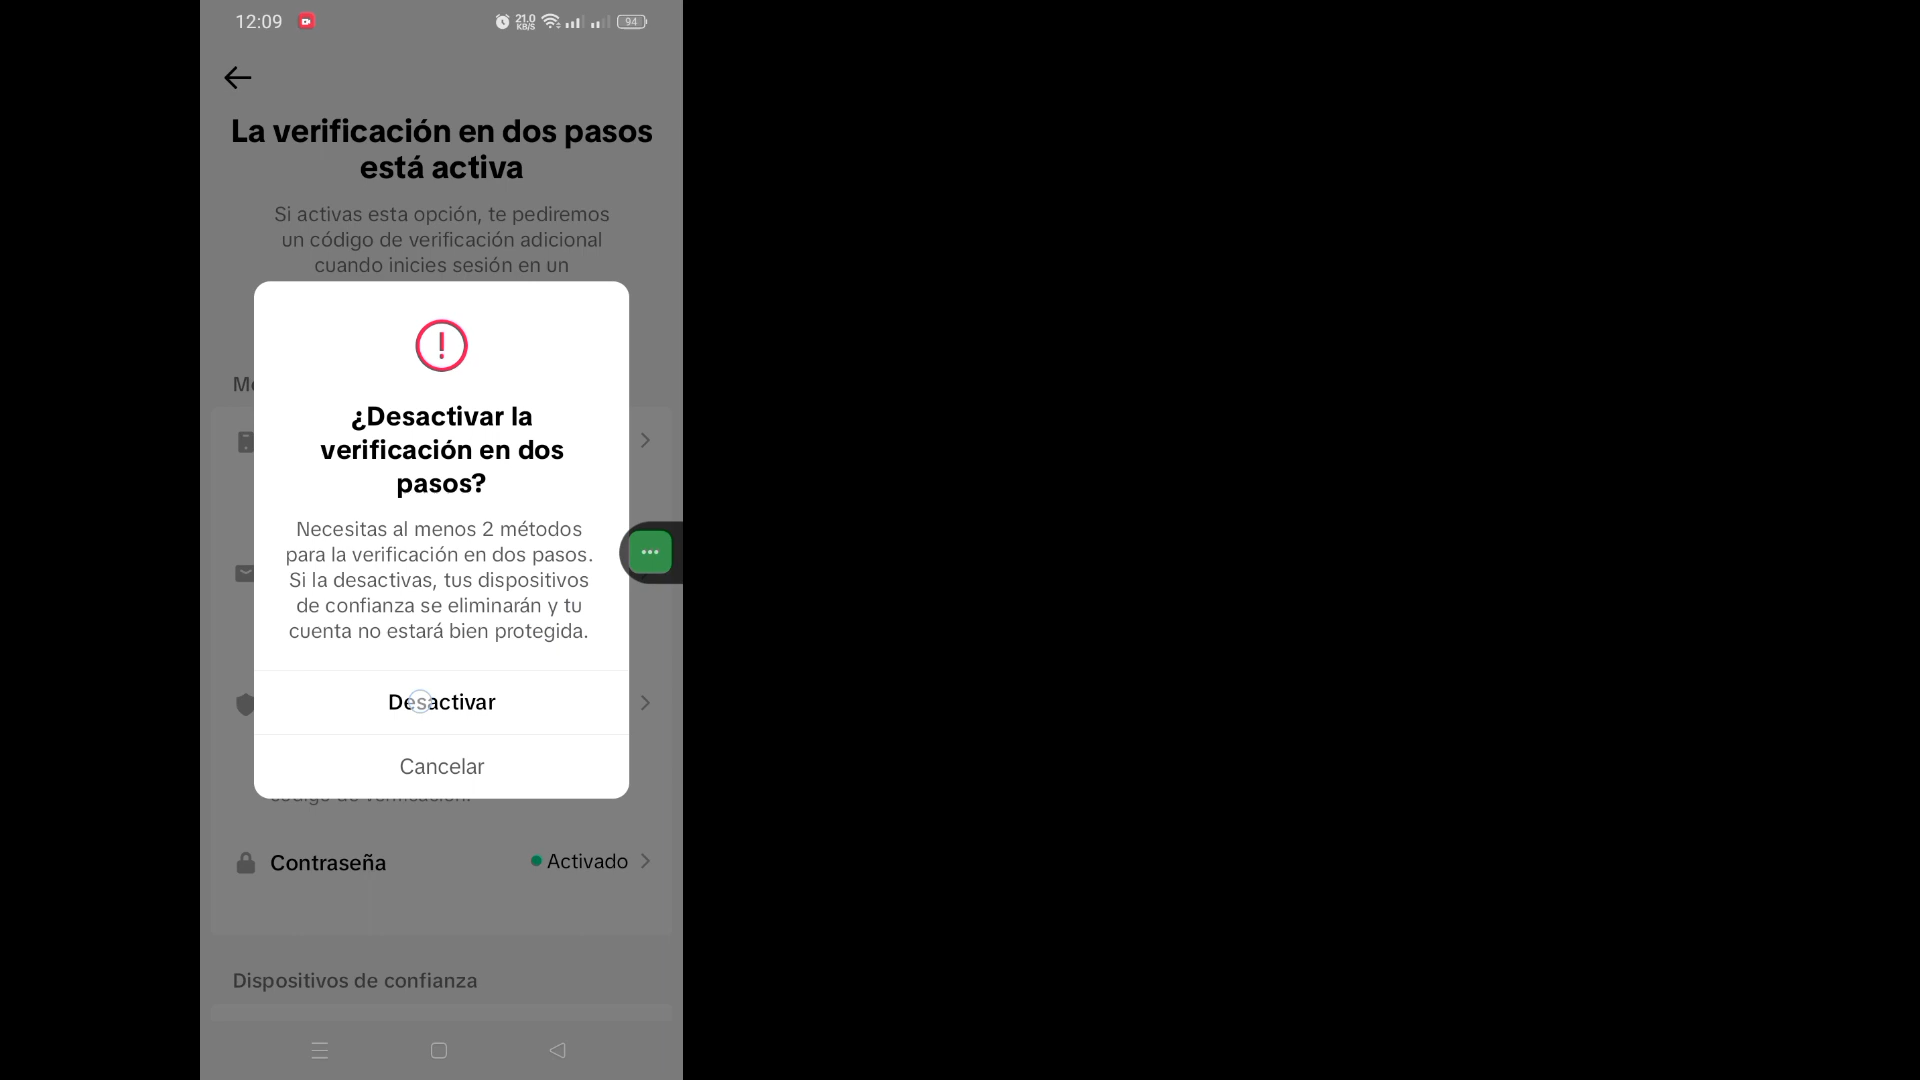 12:09
21.0
KB/S
94
La verificación en dos pasos
está activa
Si activas esta opción, te pediremos
un código de verificación adicional
cuando inicies sesión en un
¿Desactivar la
verificación en dos
pasos?
Necesitas al menos 2 métodos
para la verificación en dos pasos.
Si la desactivas, tus dispositivos
de confianza se eliminarán y tu
cuenta no estará bien protegida.
Desactivar
Cancelar
código de verificación.
Contraseña
Activado
Dispositivos de confianza